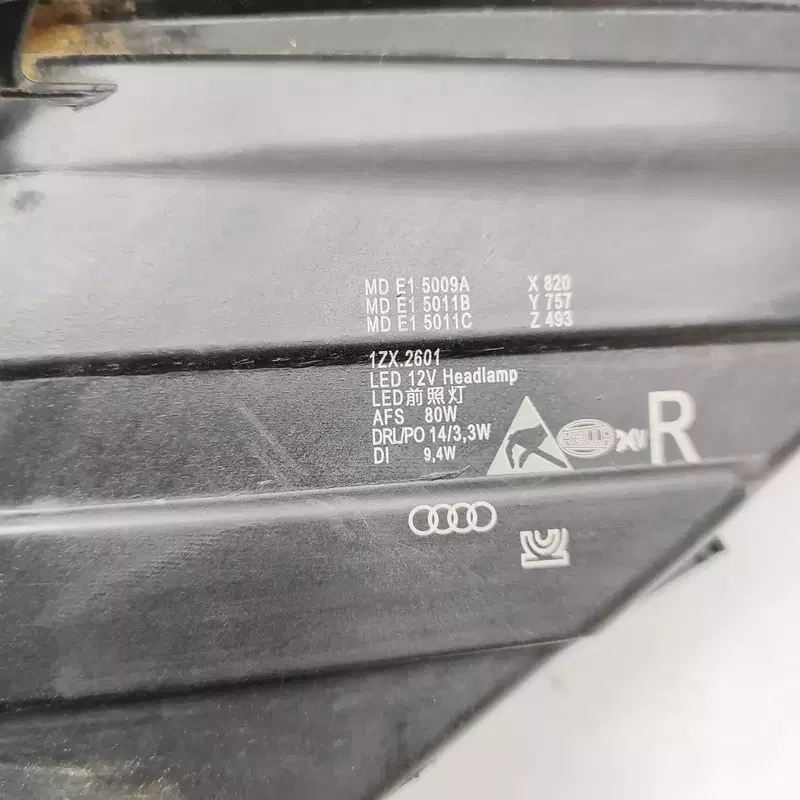 MD E1 5009A X 820
MD E1 5011B Y 757
MD E1 5011C Z 493
1ZX.2601
LED 12V Headlamp
LED前照灯
AFS 80W
DRL/PO 14/3,3W
DI 9,4W
HELLA
R